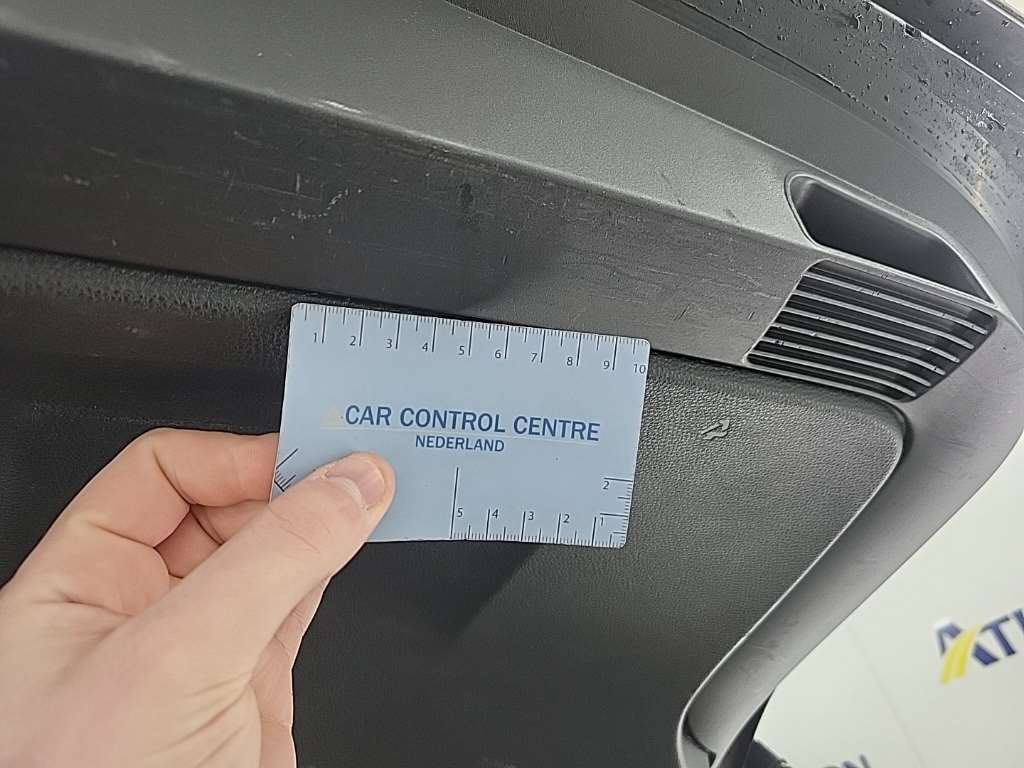 1 2 3 4 5 6 7 8 9 10
CAR CONTROL CENTRE
NEDERLAND
2
5 4 3 2 1